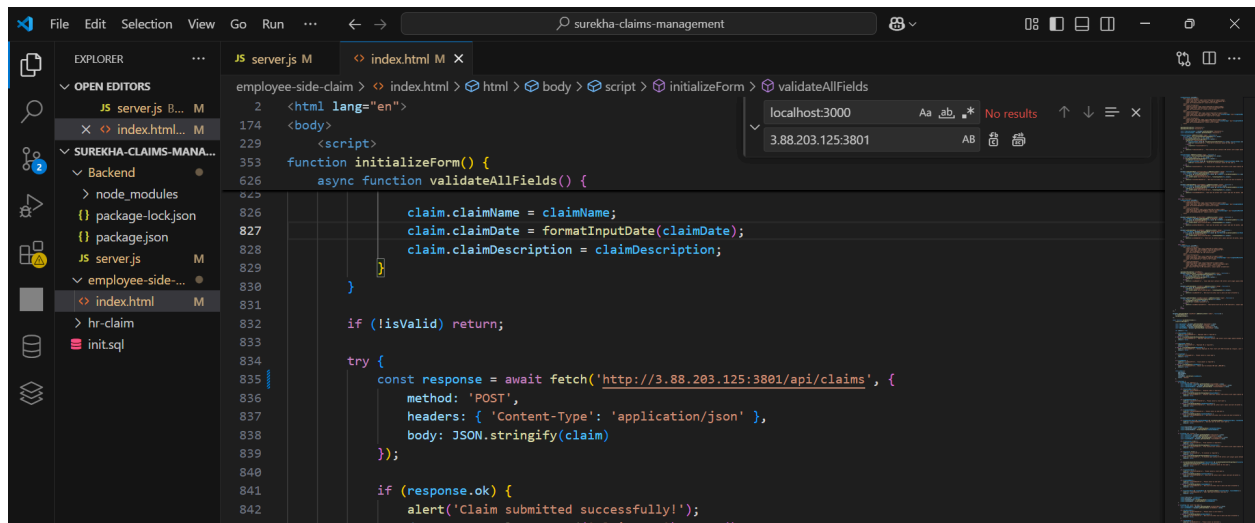 File Edit Selection View Go Run ··· surekha-claims-management
EXPLORER ···
OPEN EDITORS
JS server.js B... M
index.html... M
SUREKHA-CLAIMS-MANA...
Backend
node_modules
{} package-lock.json
{} package.json
JS server.js M
employee-side-...
<> index.html M
hr-claim
init.sql
2
JS server.js M <> index.html M
employee-side-claim > <> index.html > html > body > script > initializeForm > validateAllFields
localhost:3000 Aa ab .* No results
3.88.203.125:3801 AB
2 <html lang="en">
174 <body>
229 <script>
353 function initializeForm() {
626 async function validateAllFields() {
825
826 claim.claimName = claimName;
827 claim.claimDate = formatInputDate(claimDate);
828 claim.claimDescription = claimDescription;
829 }
830 }
831
832 if (!isValid) return;
833
834 try {
835 const response = await fetch('http://3.88.203.125:3801/api/claims', {
836 method: 'POST',
837 headers: { 'Content-Type': 'application/json' },
838 body: JSON.stringify(claim)
839 });
840
841 if (response.ok) {
842 alert('Claim submitted successfully!');